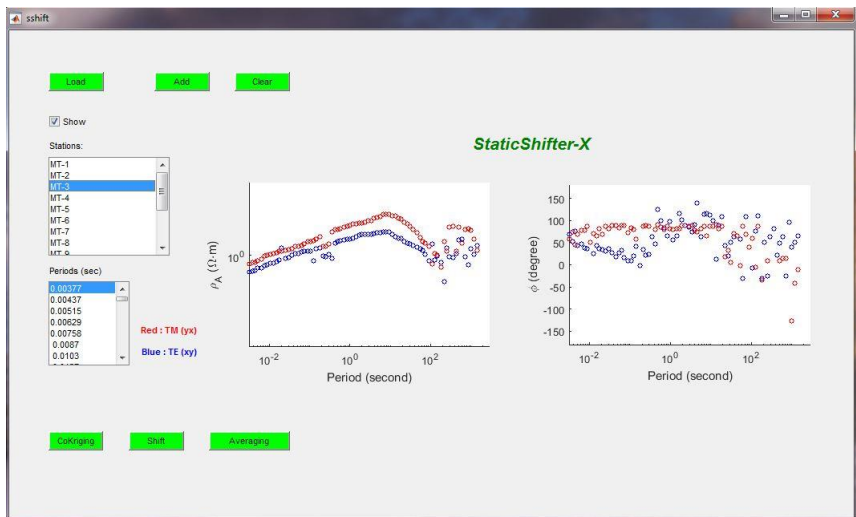 sshift
Load Add Clear
Show
StaticShifter-X
Stations:
MT-1
MT-2
MT-3
MT-4
MT-5
MT-6
MT-7
MT-8
MT-9
Periods (sec)
0.00377
0.00437
0.00515
0.00629
0.00758
0.0087
0.0103
Red : TM (yx)
Blue : TE (xy)
ρA (Ω·m)
10^0
10^-2 10^0 10^2
Period (second)
ϕ (degree)
150
100
50
0
-50
-100
-150
10^-2 10^0 10^2
Period (second)
CoKriging Shift Averaging